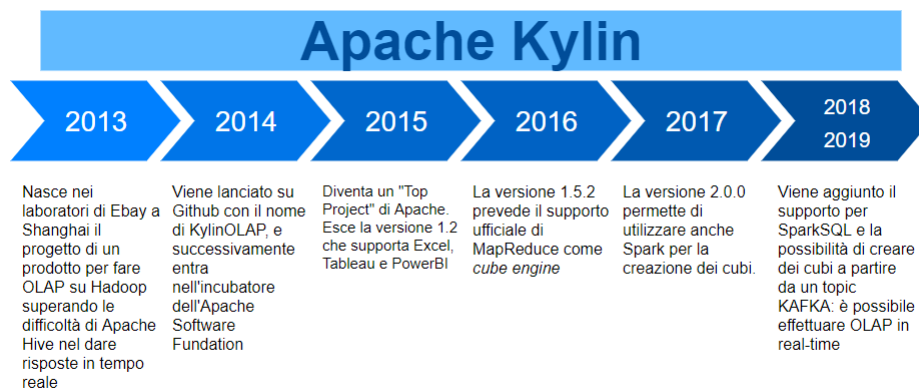 Apache Kylin
2013
2014
2015
2016
2017
2018
2019
Nasce nei
laboratori di Ebay a
Shanghai il
progetto di un
prodotto per fare
OLAP su Hadoop
superando le
difficoltà di Apache
Hive nel dare
risposte in tempo
reale
Viene lanciato su
Github con il nome
di KylinOLAP, e
successivamente
entra
nell'incubatore
dell'Apache
Software
Fundation
Diventa un "Top
Project" di Apache.
Esce la versione 1.2
che supporta Excel,
Tableau e PowerBI
La versione 1.5.2
prevede il supporto
ufficiale di
MapReduce come
cube engine
La versione 2.0.0
permette di
utilizzare anche
Spark per la
creazione dei cubi.
Viene aggiunto il
supporto per
SparkSQL e la
possibilità di creare
dei cubi a partire
da un topic
KAFKA: è possibile
effettuare OLAP in
real-time